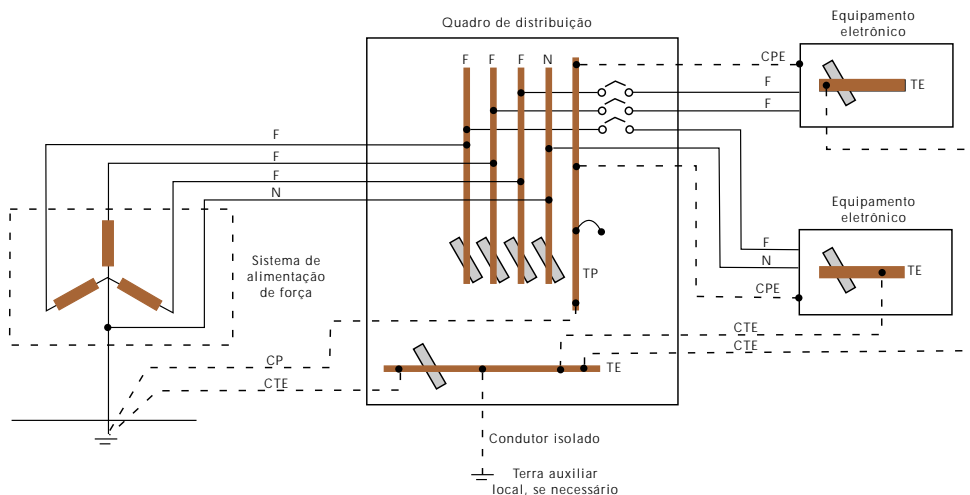 Quadro de distribuição
Equipamento
eletrônico
F
F
F
N
CPE
F
F
TE
F
F
F
N
Equipamento
eletrônico
Sistema de
alimentação
de força
F
N
TE
TP
CPE
CTE
CTE
CP
CTE
TE
Condutor isolado
Terra auxiliar
local, se necessário